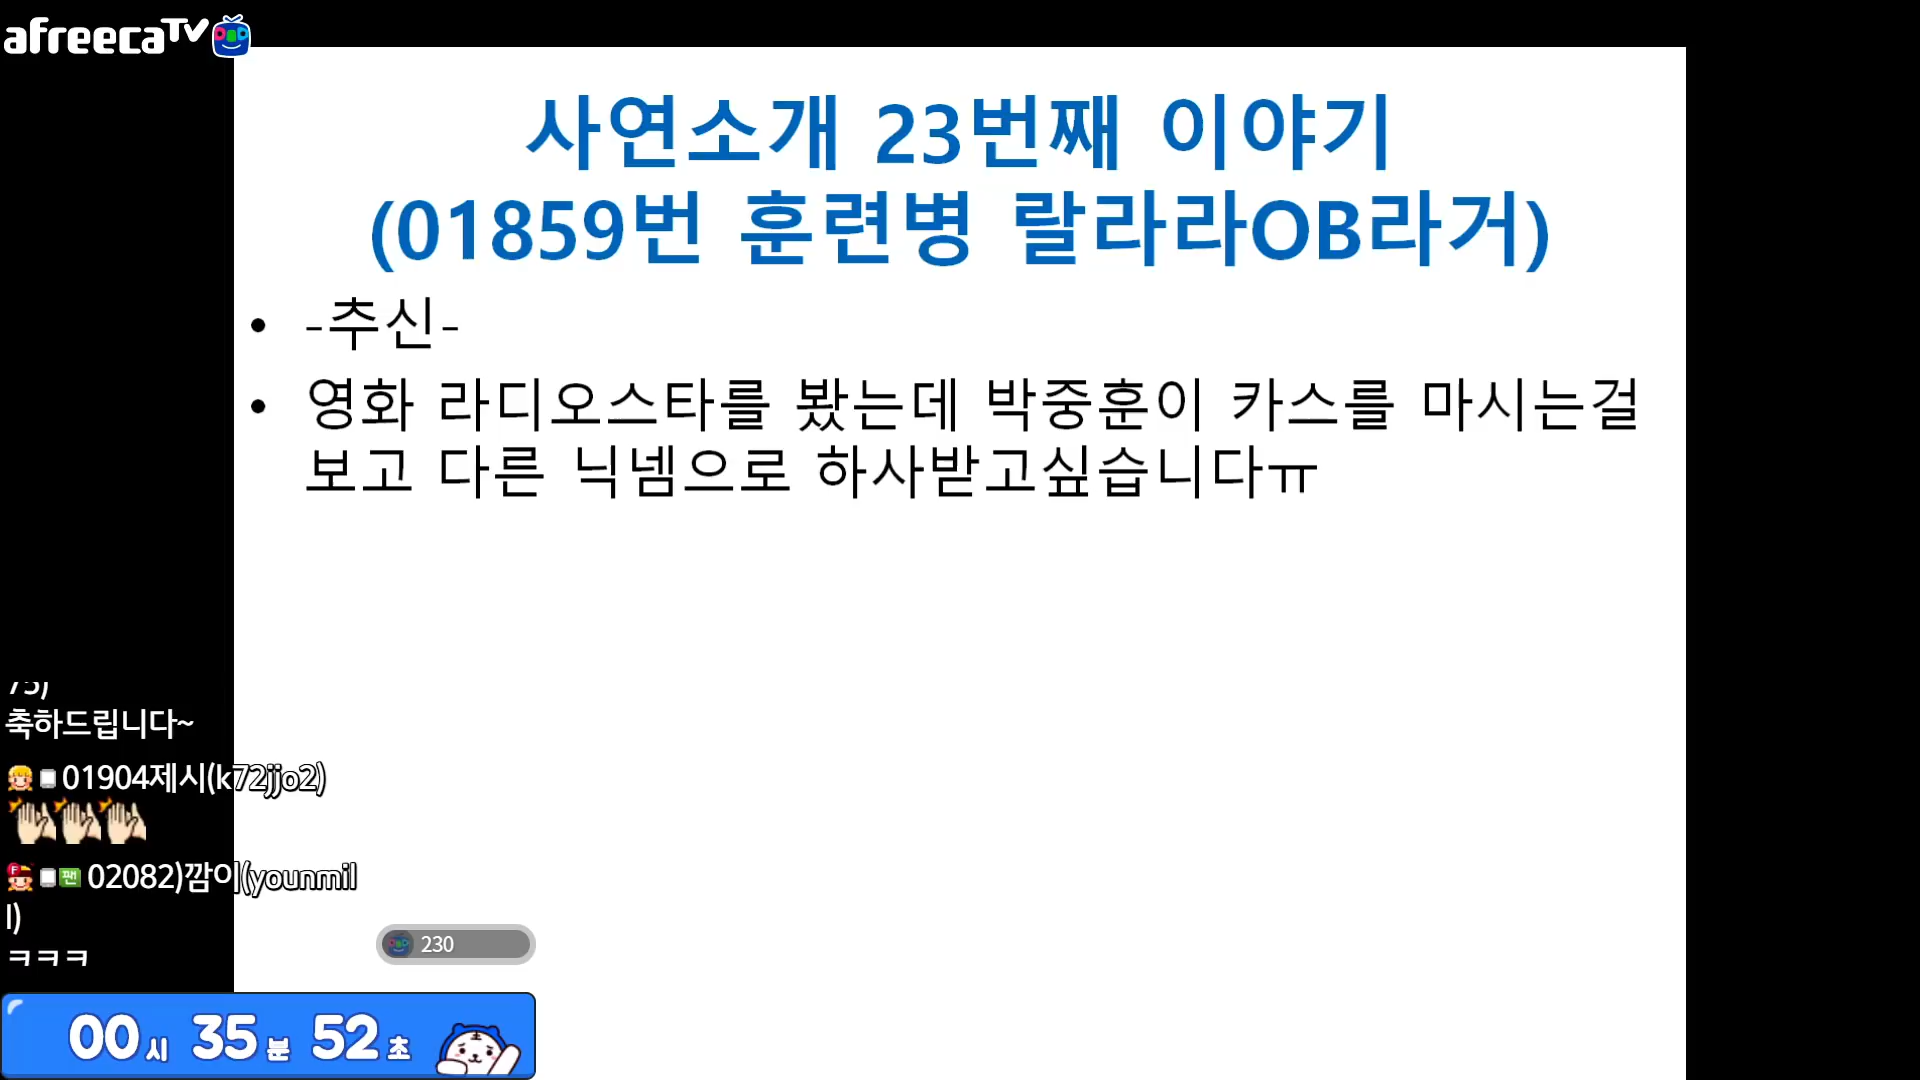 afreecaTV
사연소개 23번째 이야기
(01859번 훈련병 랄라라OB라거)
• -추신-
• 영화 라디오스타를 봤는데 박중훈이 카스를 마시는걸
보고 다른 닉넴으로 하사받고싶습니다ㅠ
75)
축하드립니다~
01904제시(k72jjo2)
팬 02082)깜이(younmil
l)
ㅋㅋㅋ
230
00시 35분 52초